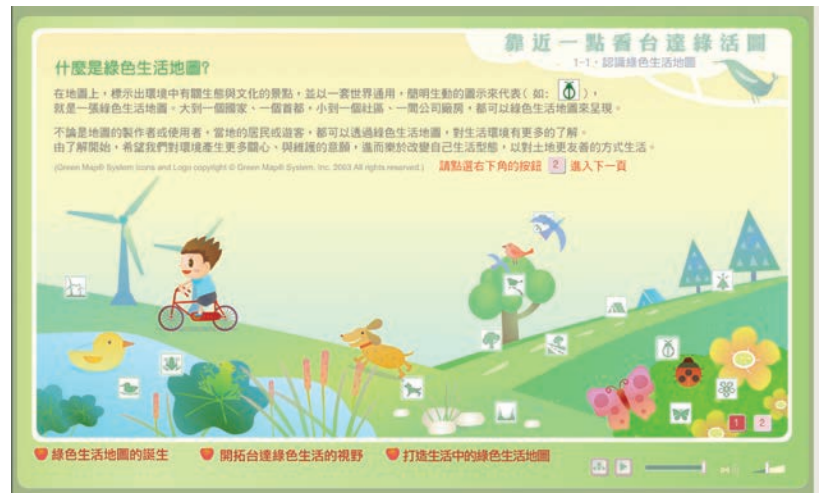 靠近一點看台達綠活圖
1-1．認識綠色生活地圖
什麼是綠色生活地圖?
在地圖上，標示出環境中有關生態與文化的景點，並以一套世界通用，簡明生動的圖示來代表( 如: )，
就是一張綠色生活地圖。大到一個國家、一個首都，小到一個社區、一間公司廠房，都可以綠色生活地圖來呈現。
不論是地圖的製作者或使用者，當地的居民或遊客，都可以透過綠色生活地圖，對生活環境有更多的了解。
由了解開始，希望我們對環境產生更多關心、與維護的意願，進而樂於改變自己生活型態，以對土地更友善的方式生活。
(Green Map® System Icons and Logo copyright © Green Map® System, Inc. 2003 All rights reserved.) 請點選右下角的按鈕 2 進入下一頁
1 2
綠色生活地圖的誕生 開拓台達綠色生活的視野 打造生活中的綠色生活地圖